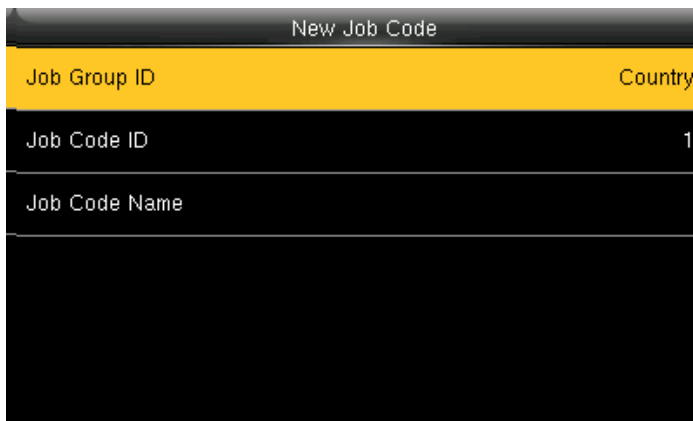 New Job Code
Job Group ID Country
Job Code ID 1
Job Code Name